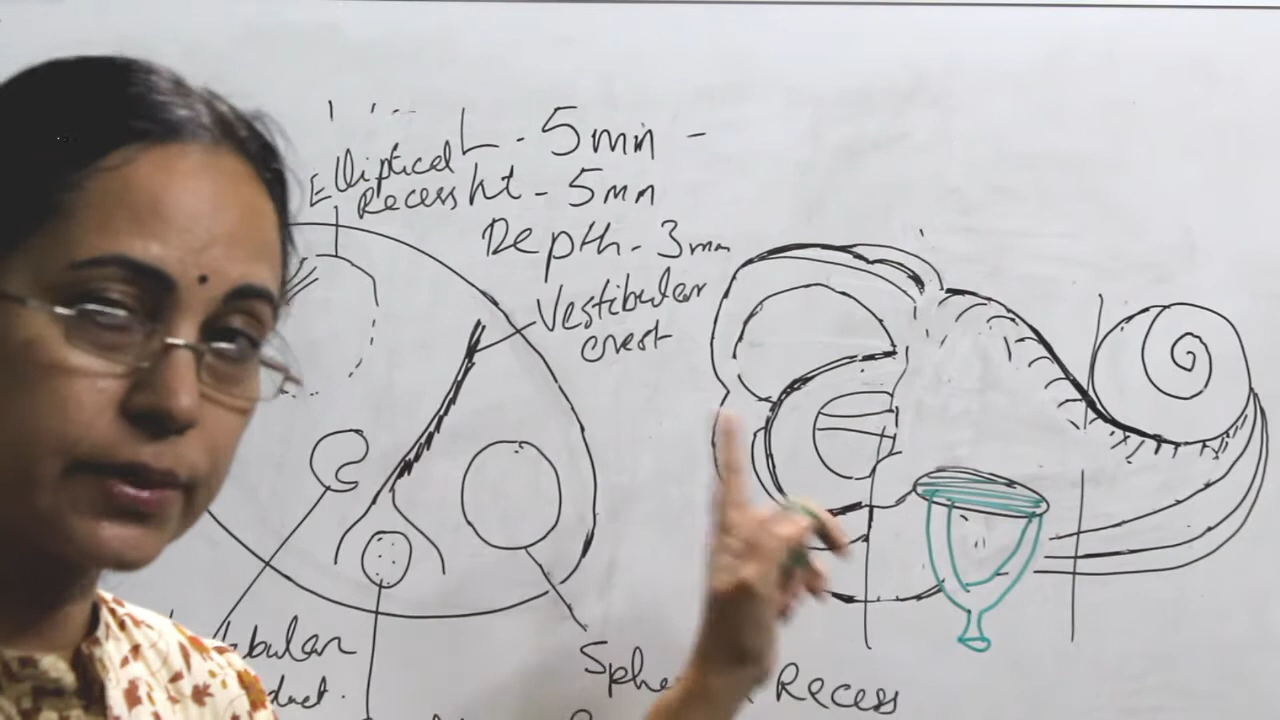 L - 5mm -
Elliptical
Recess
ht - 5mm
Depth - 3mm
Vestibular
crest
Recess